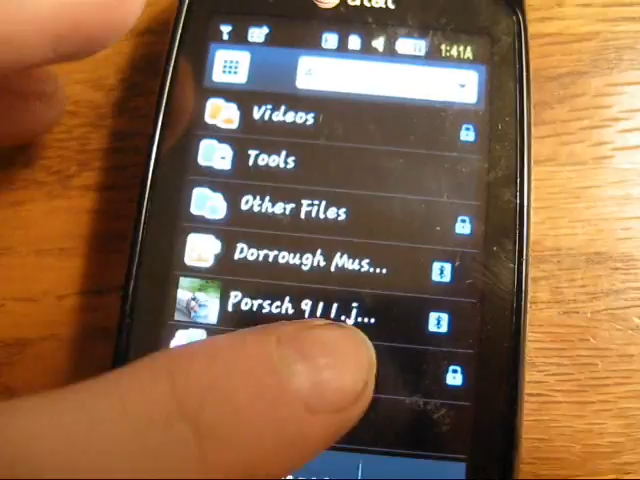 at&t
1:41A
Videos
Tools
Other Files
Dorrough Mus...
Porsch 911.j...